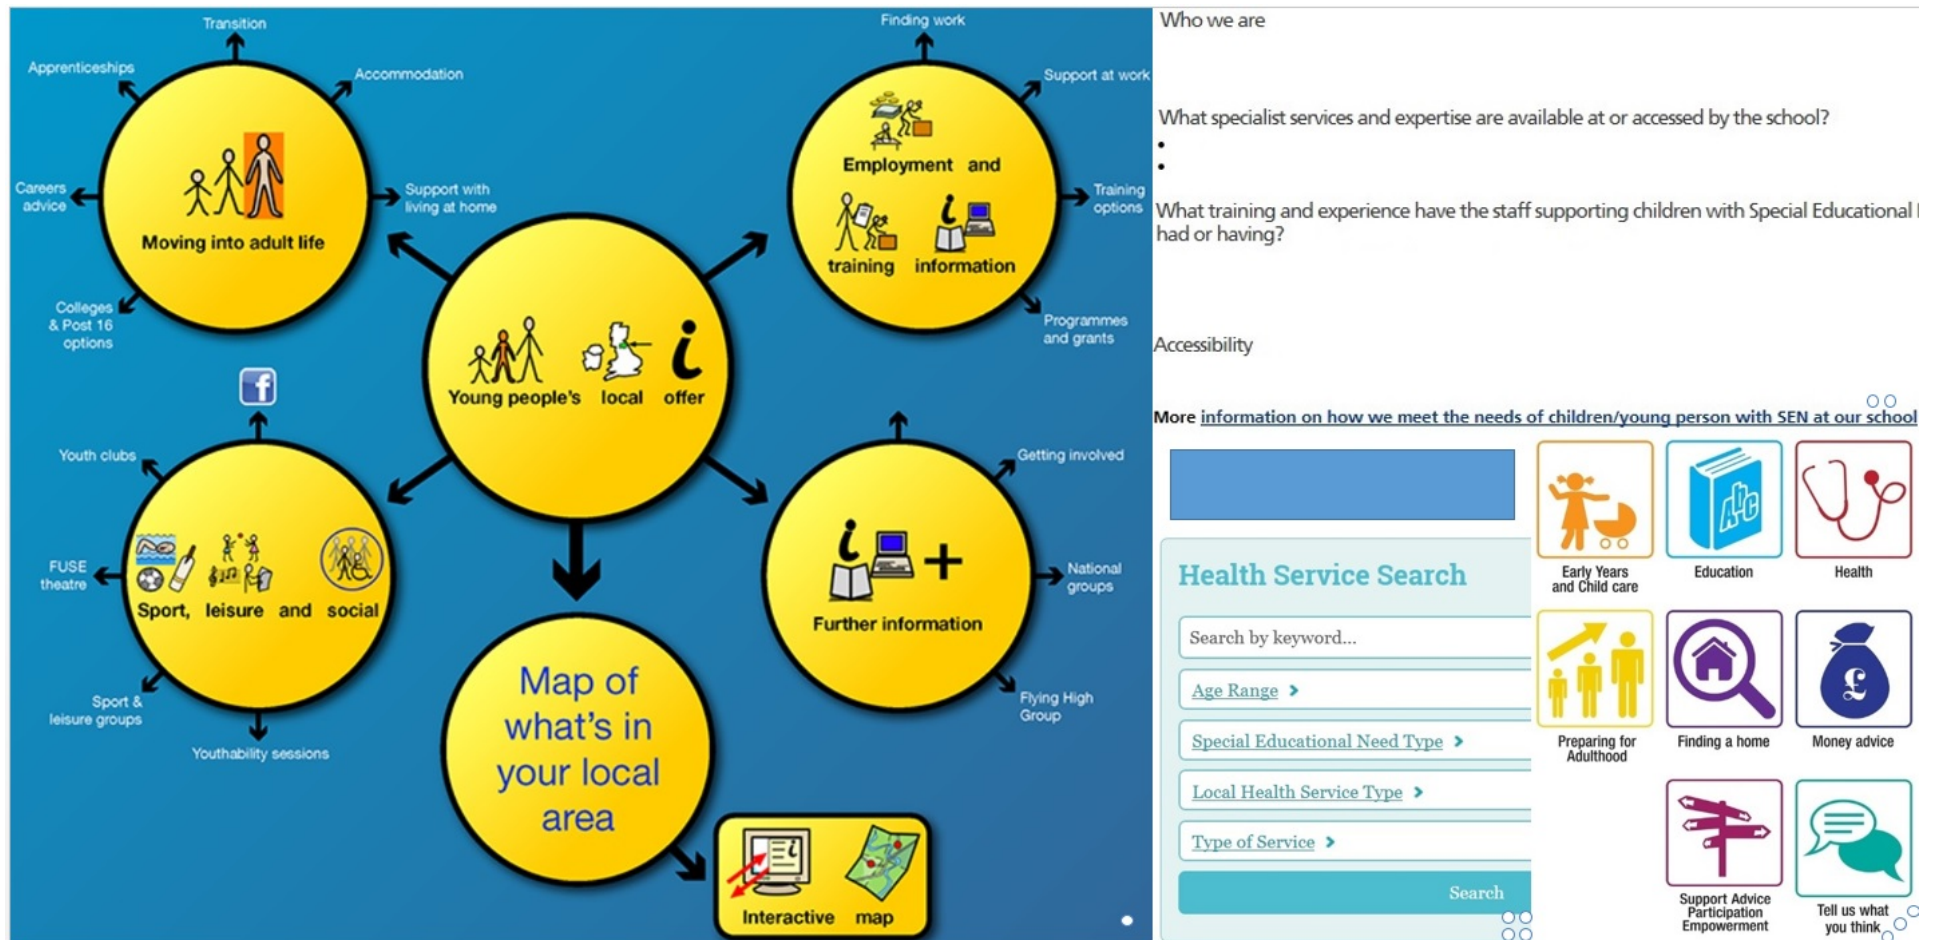 Transition
Apprenticeships
Accommodation
Careers
advice
Support with
living at home
Moving into adult life
Colleges
& Post 16
options
Finding work
Support at work
Employment and
Training
options
training information
Programmes
and grants
Young people's local offer
f
Youth clubs
FUSE
theatre
Sport, leisure and social
Sport &
leisure groups
Youthability sessions
Getting involved
National
groups
Further information
Flying High
Group
Map of
what's in
your local
area
Interactive map
Who we are
What specialist services and expertise are available at or accessed by the school?
What training and experience have the staff supporting children with Special Educational
had or having?
Accessibility
More information on how we meet the needs of children/young person with SEN at our school
Health Service Search
Search by keyword...
Age Range >
Special Educational Need Type >
Local Health Service Type >
Type of Service >
Search
ABC
Early Years
and Child care
Education
Health
£
Preparing for
Adulthood
Finding a home
Money advice
Support Advice
Participation
Empowerment
Tell us what
you think